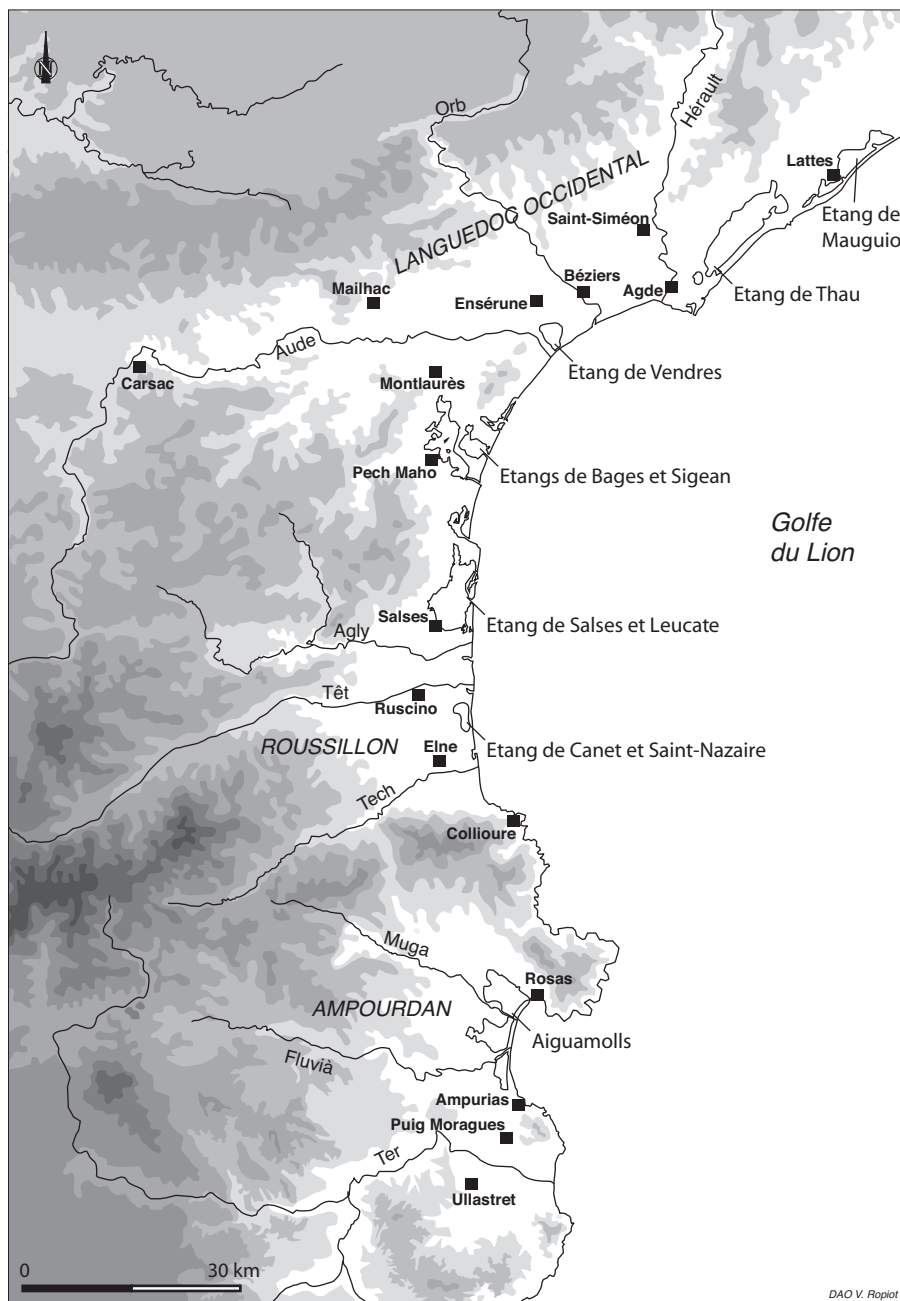 N
Orb
Hérault
Lattes
LANGUEDOC OCCIDENTAL
Etang de
Mauguio
Saint-Siméon
Béziers
Agde
Etang de Thau
Mailhac
Ensérune
Aude
Etang de Vendres
Carsac
Montlaurès
Pech Maho
Etangs de Bages et Sigean
Golfe
du Lion
Salses
Etang de Salses et Leucate
Agly
Têt
Ruscino
ROUSSILLON
Elne
Etang de Canet et Saint-Nazaire
Tech
Collioure
Muga
Rosas
AMPOURDAN
Aiguamolls
Fluvià
Ampurias
Puig Moragues
Ter
Ullastret
0 30 km
DAO V. Ropiot